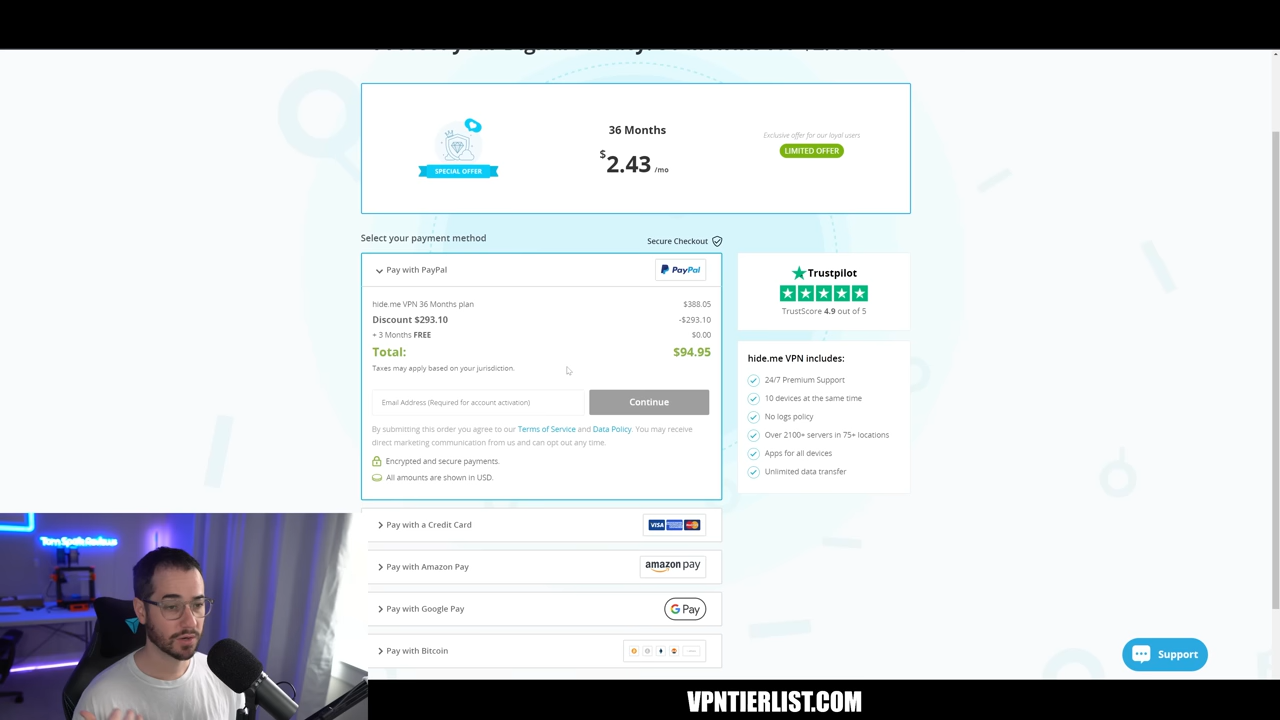 36 Months
$2.43 /mo
Exclusive offer for our loyal users
LIMITED OFFER
SPECIAL OFFER
Select your payment method
Secure Checkout
Pay with PayPal
PayPal
hide.me VPN 36 Months plan $388.05
Discount $293.10 -$293.10
+ 3 Months FREE $0.00
Total: $94.95
Taxes may apply based on your jurisdiction.
Email Address (Required for account activation)
Continue
By submitting this order you agree to our Terms of Service and Data Policy. You may receive
direct marketing communication from us and can opt out any time.
Encrypted and secure payments.
All amounts are shown in USD.
Trustpilot
TrustScore 4.9 out of 5
hide.me VPN includes:
24/7 Premium Support
10 devices at the same time
No logs policy
Over 2100+ servers in 75+ locations
Apps for all devices
Unlimited data transfer
Pay with a Credit Card
VISA
Pay with Amazon Pay
amazon pay
Pay with Google Pay
G Pay
Pay with Bitcoin
Support
Tom Spark Reviews
VPNTIERLIST.COM